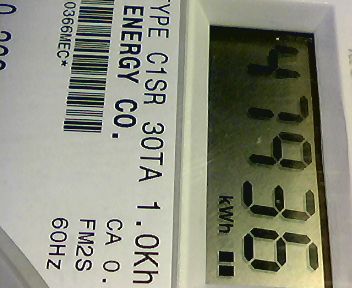 47936
kWh
TYPE C1SR 30TA 1.0Kh
ENERGY CO. CA 0.
FM2S
0366MEC* 60HZ